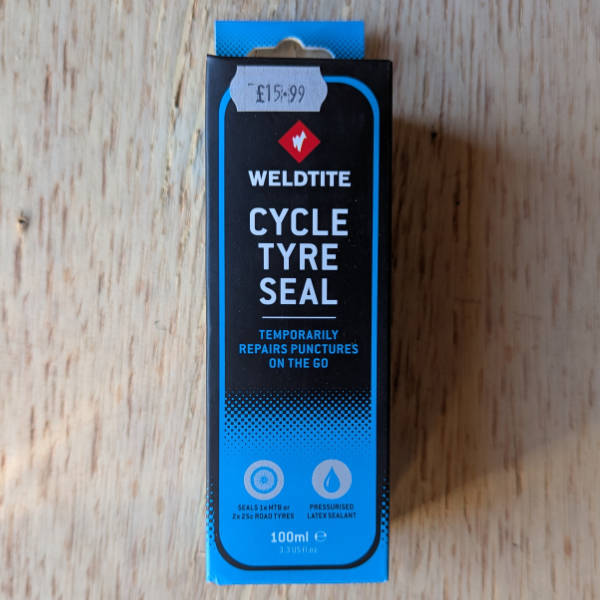 £15.99
WELDTITE
CYCLE
TYRE
SEAL
TEMPORARILY
REPAIRS PUNCTURES
ON THE GO
SEALS 1x MTB or
2x 25c ROAD TYRES
PRESSURISED
LATEX SEALANT
100ml ℮
3.3 US fl oz